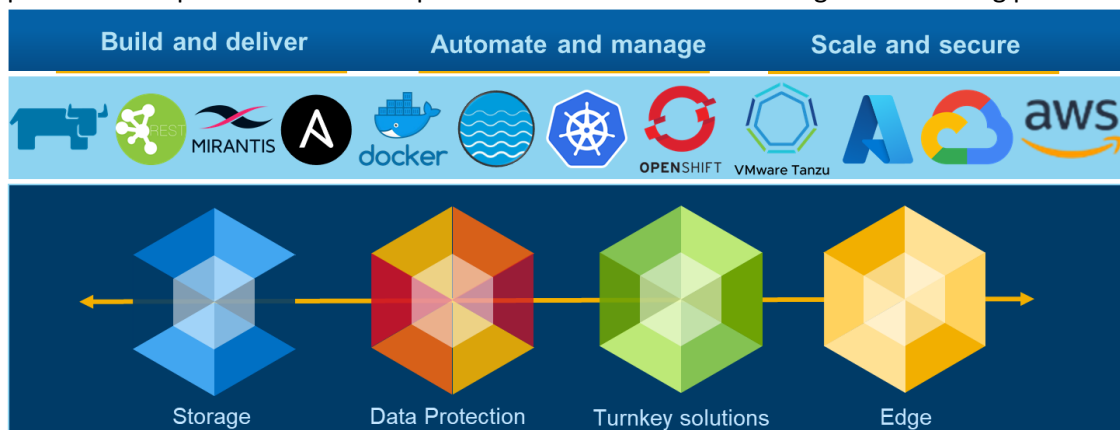 Build and deliver
Automate and manage
Scale and secure
REST
MIRANTIS
docker
OPENSHIFT
VMware Tanzu
aws
Storage
Data Protection
Turnkey solutions
Edge